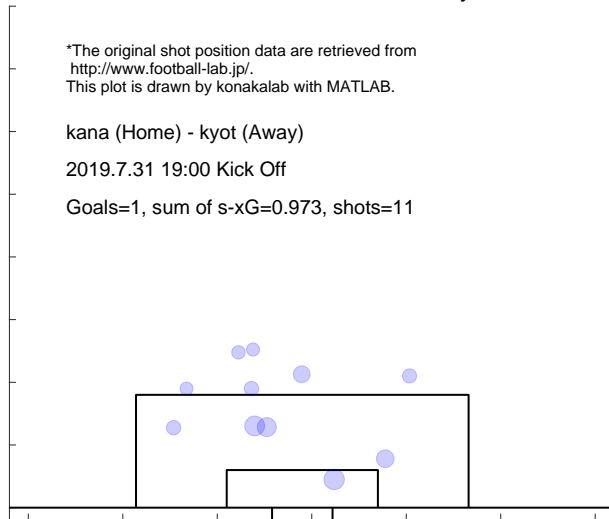 *The original shot position data are retrieved from
http://www.football-lab.jp/.
This plot is drawn by konakalab with MATLAB.
kana (Home) - kyot (Away)
2019.7.31 19:00 Kick Off
Goals=1, sum of s-xG=0.973, shots=11